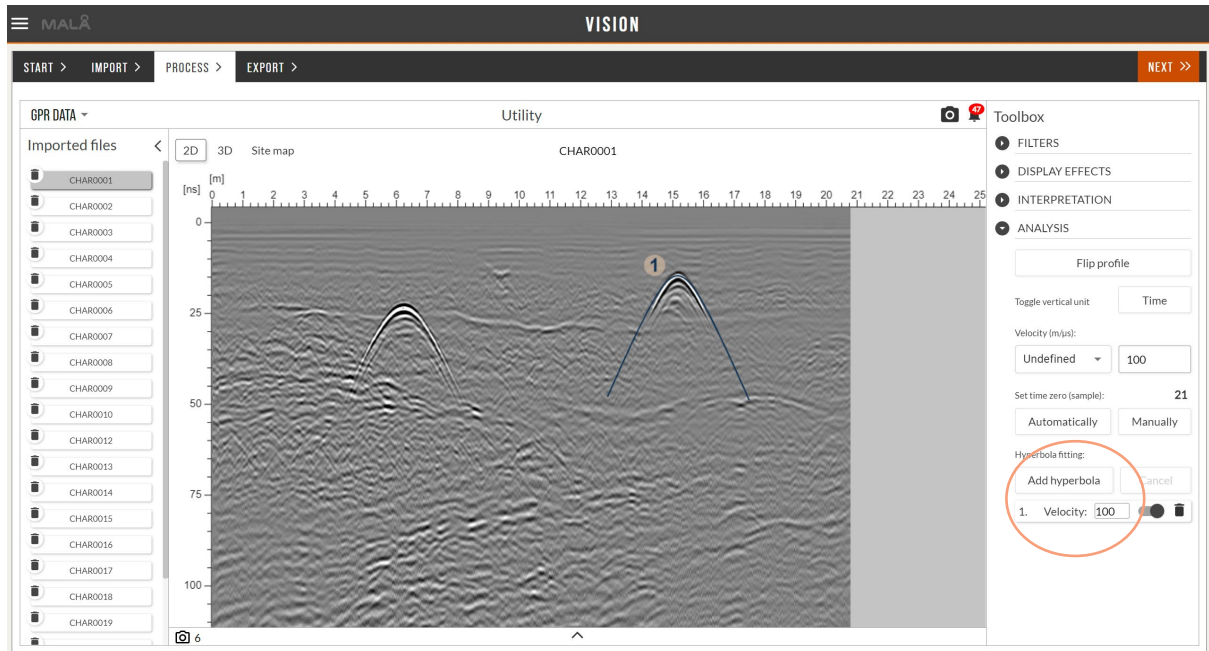 MALÅ
VISION
START >
IMPORT >
PROCESS >
EXPORT >
NEXT >>
GPR DATA
Utility
47
Imported files
CHAR0001
CHAR0002
CHAR0003
CHAR0004
CHAR0005
CHAR0006
CHAR0007
CHAR0008
CHAR0009
CHAR0010
CHAR0012
CHAR0013
CHAR0014
CHAR0015
CHAR0016
CHAR0017
CHAR0018
CHAR0019
2D 3D Site map
CHAR0001
[m]
[ns]
0 1 2 3 4 5 6 7 8 9 10 11 12 13 14 15 16 17 18 19 20 21 22 23 24 25
0
25
50
75
100
1
6
Toolbox
FILTERS
DISPLAY EFFECTS
INTERPRETATION
ANALYSIS
Flip profile
Toggle vertical unit Time
Velocity (m/µs):
Undefined 100
Set time zero (sample): 21
Automatically Manually
Hyperbola fitting:
Add hyperbola Cancel
1. Velocity: 100